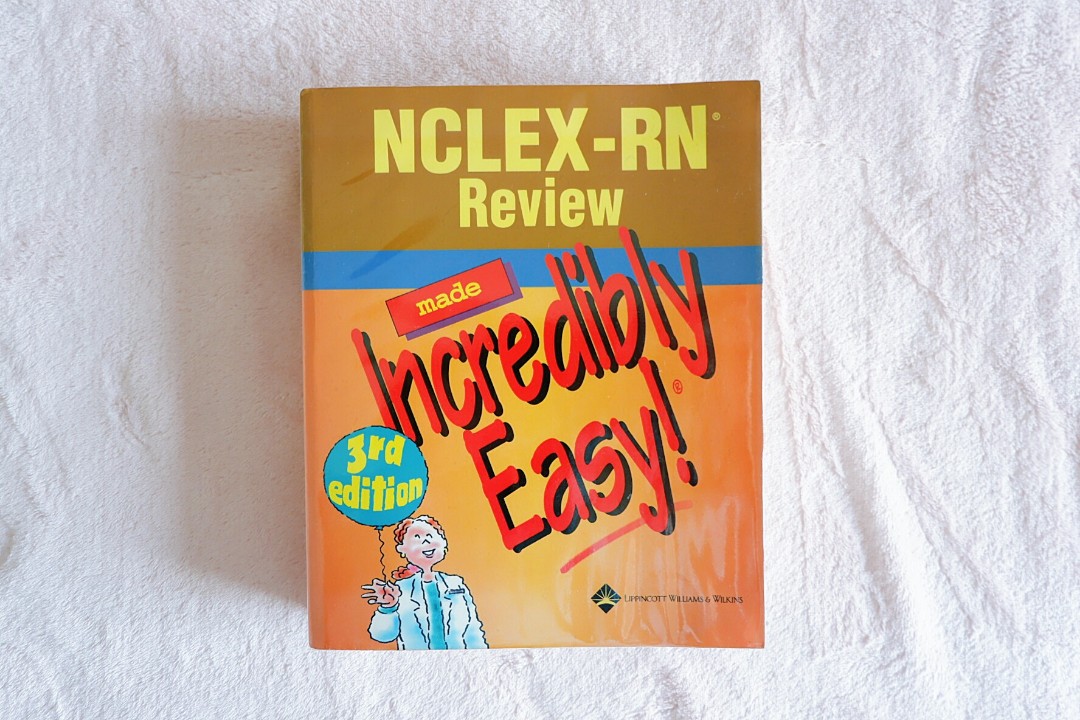 NCLEX-RN®
Review
made
Incredibly
Easy!®
3rd
edition
LIPPINCOTT WILLIAMS & WILKINS